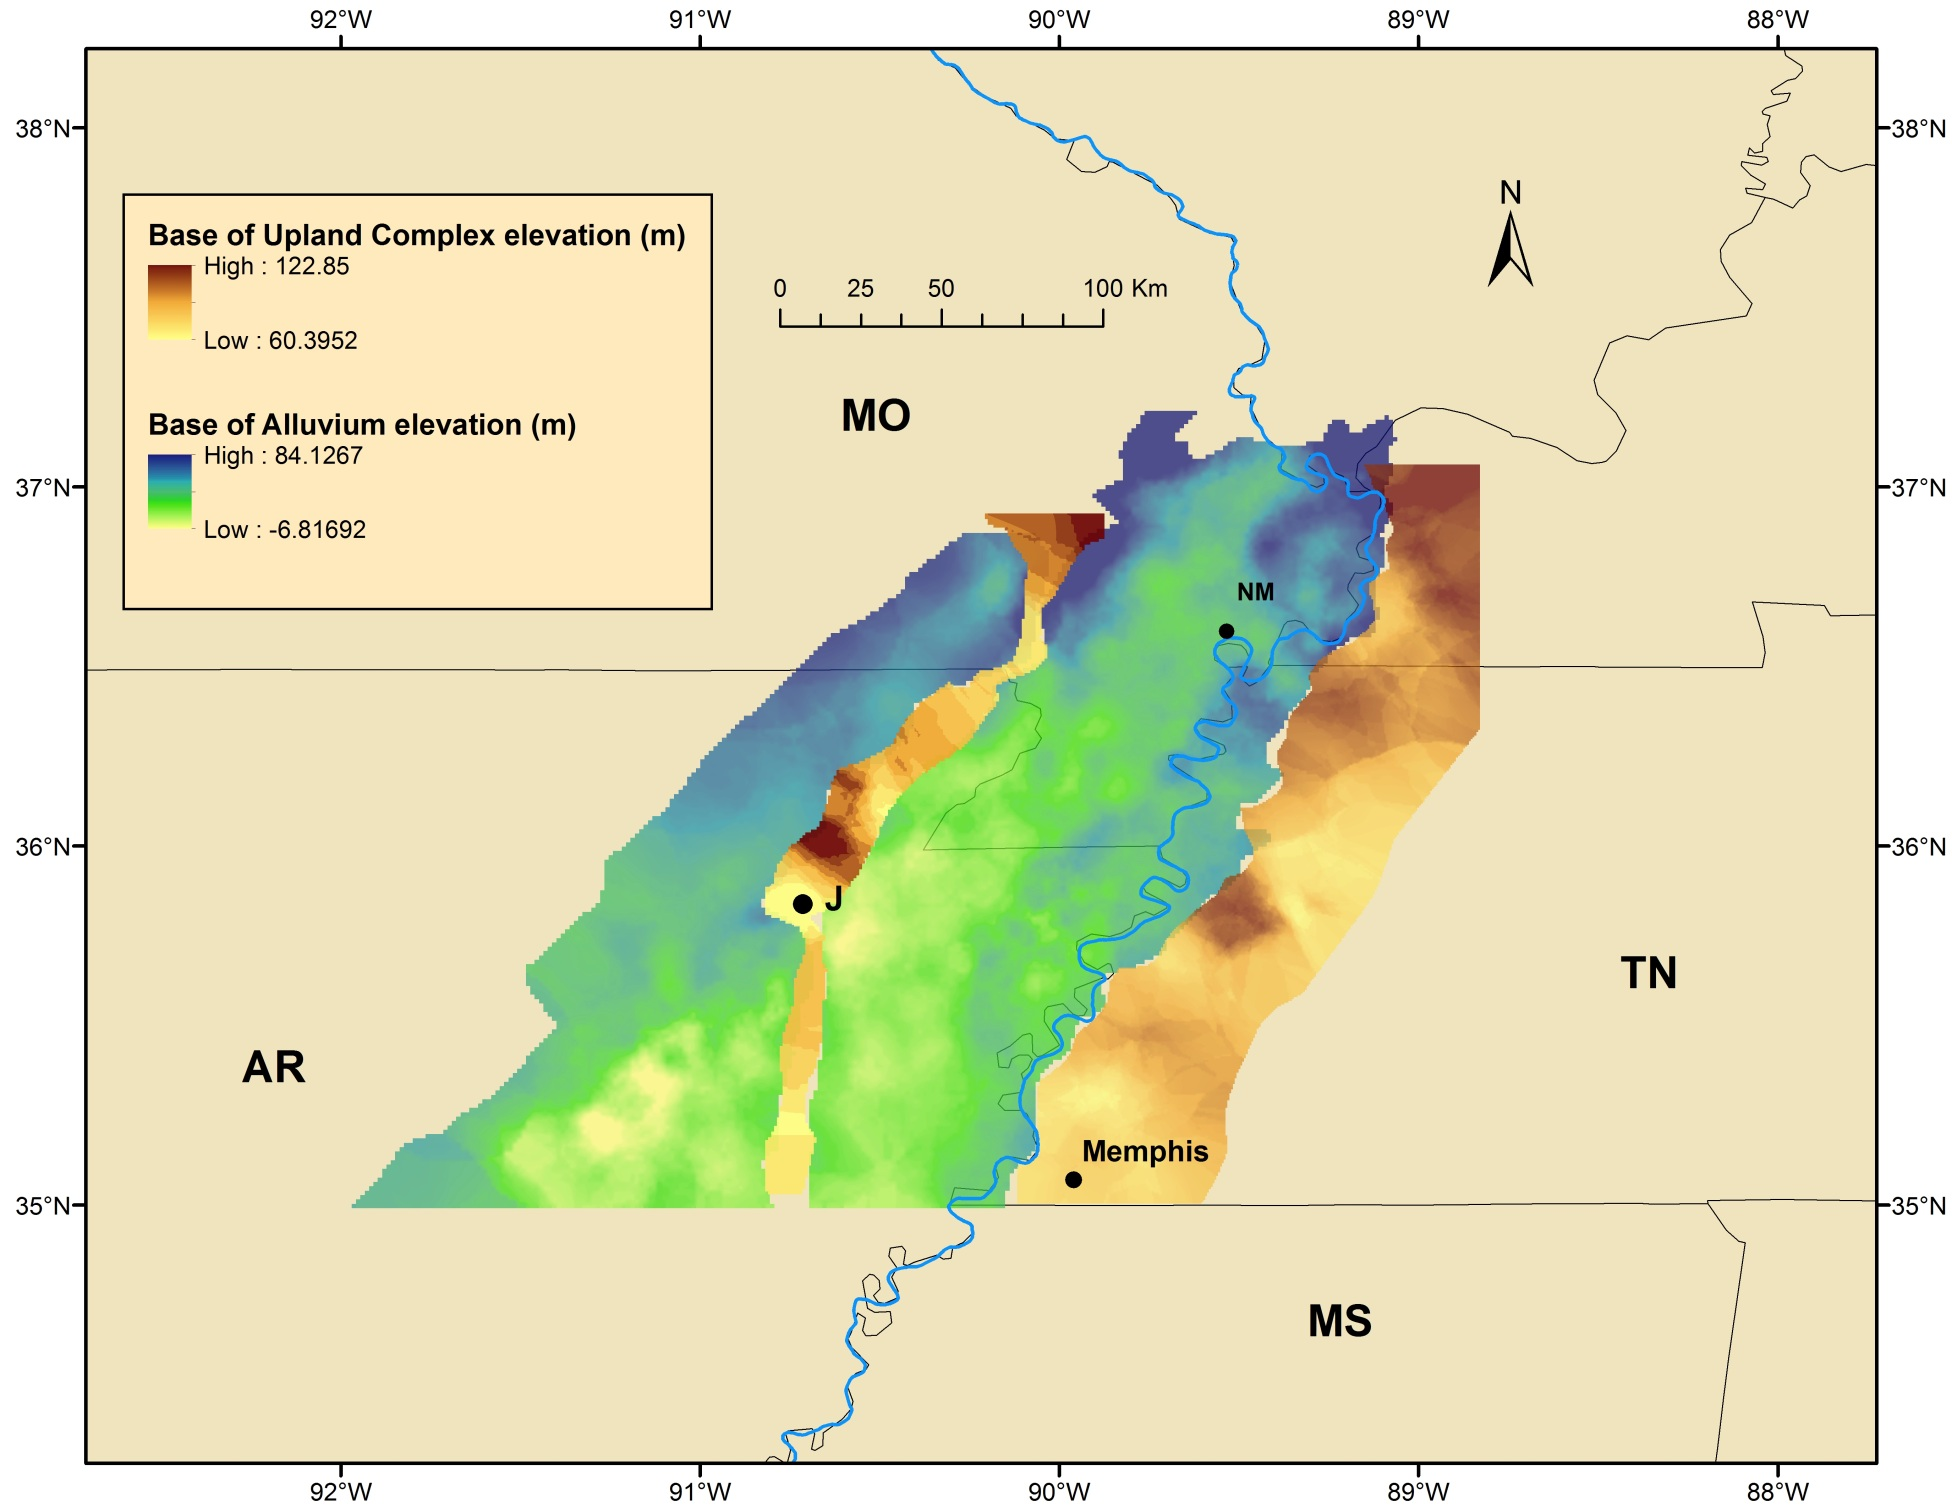 92°W 91°W 90°W 89°W 88°W
38°N 38°N
N
Base of Upland Complex elevation (m)
High : 122.85
Low : 60.3952
0 25 50 100 Km
Base of Alluvium elevation (m)
High : 84.1267
Low : -6.81692
MO
37°N 37°N
NM
36°N 36°N
J
TN
AR
Memphis
35°N 35°N
MS
92°W 91°W 90°W 89°W 88°W